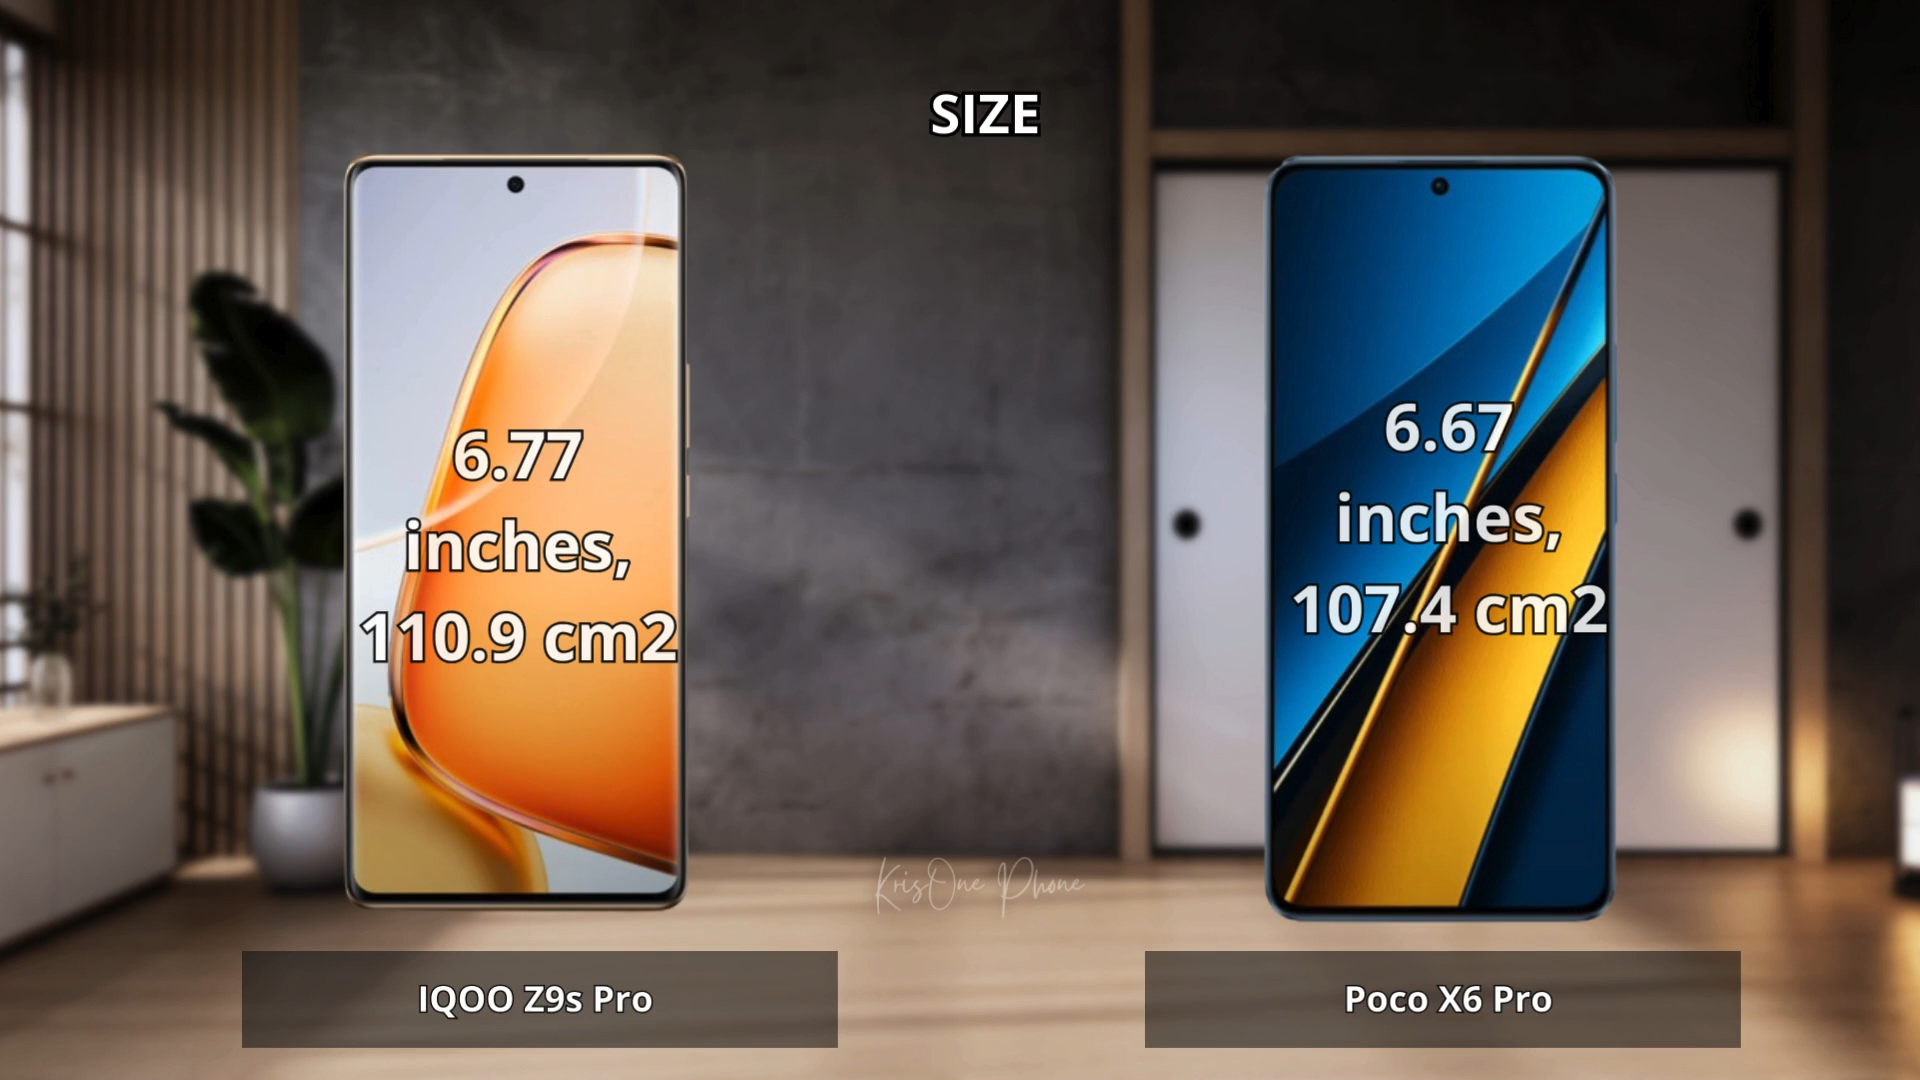 SIZE
6.77
inches,
110.9 cm2
6.67
inches,
107.4 cm2
KrisOne Phone
IQOO Z9s Pro
Poco X6 Pro